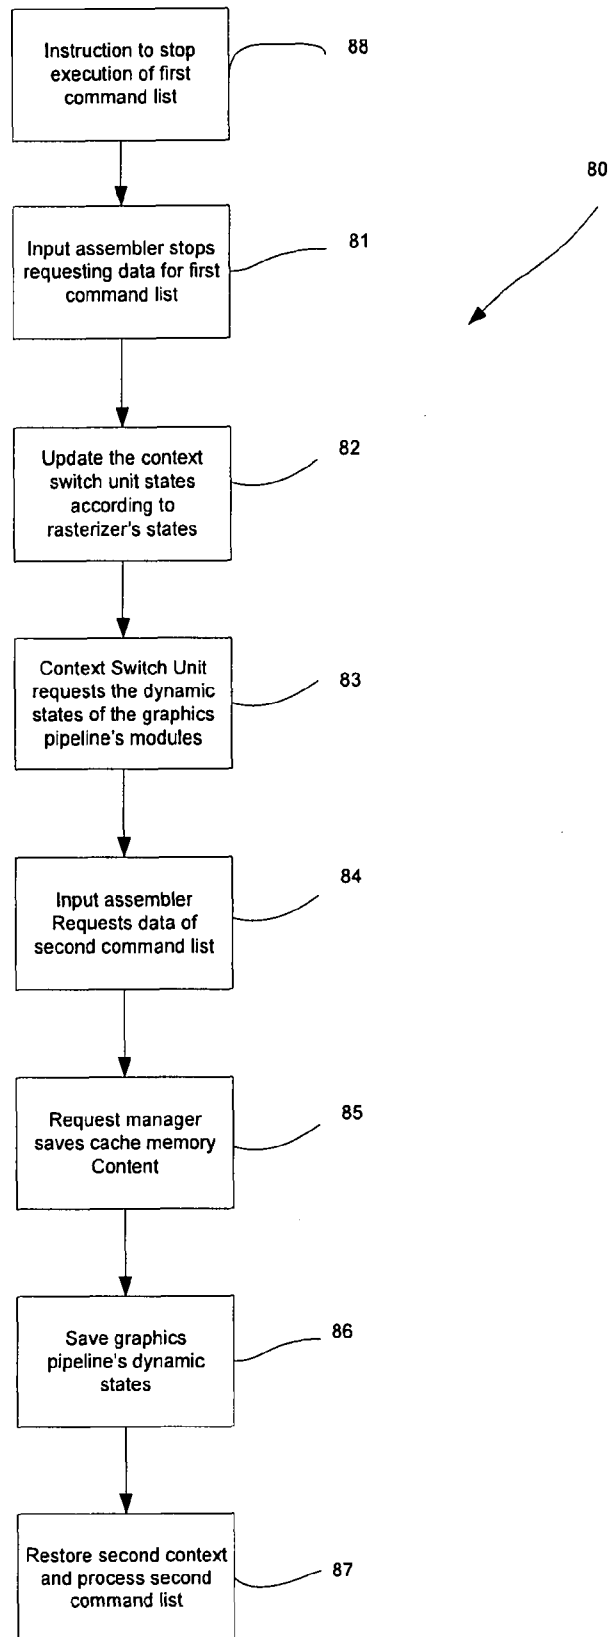 Instruction to stop
execution of first
command list
88
80
Input assembler stops
requesting data for first
command list
81
Update the context
switch unit states
according to
rasterizer's states
82
Context Switch Unit
requests the dynamic
states of the graphics
pipeline's modules
83
Input assembler
Requests data of
second command list
84
Request manager
saves cache memory
Content
85
Save graphics
pipeline's dynamic
states
86
Restore second context
and process second
command list
87